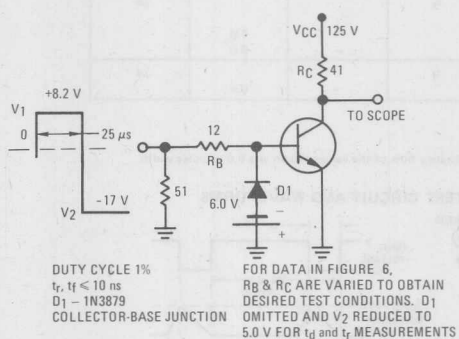 VCC 125 V
RC 41
TO SCOPE
+8.2 V
V1
0
25 µs
V2
-17 V
12
RB
51
D1
6.0 V
-
+
DUTY CYCLE 1%
tr, tf ≤ 10 ns
D1 – 1N3879
COLLECTOR-BASE JUNCTION
FOR DATA IN FIGURE 6,
RB & RC ARE VARIED TO OBTAIN
DESIRED TEST CONDITIONS. D1
OMITTED AND V2 REDUCED TO
5.0 V FOR td and tr MEASUREMENTS